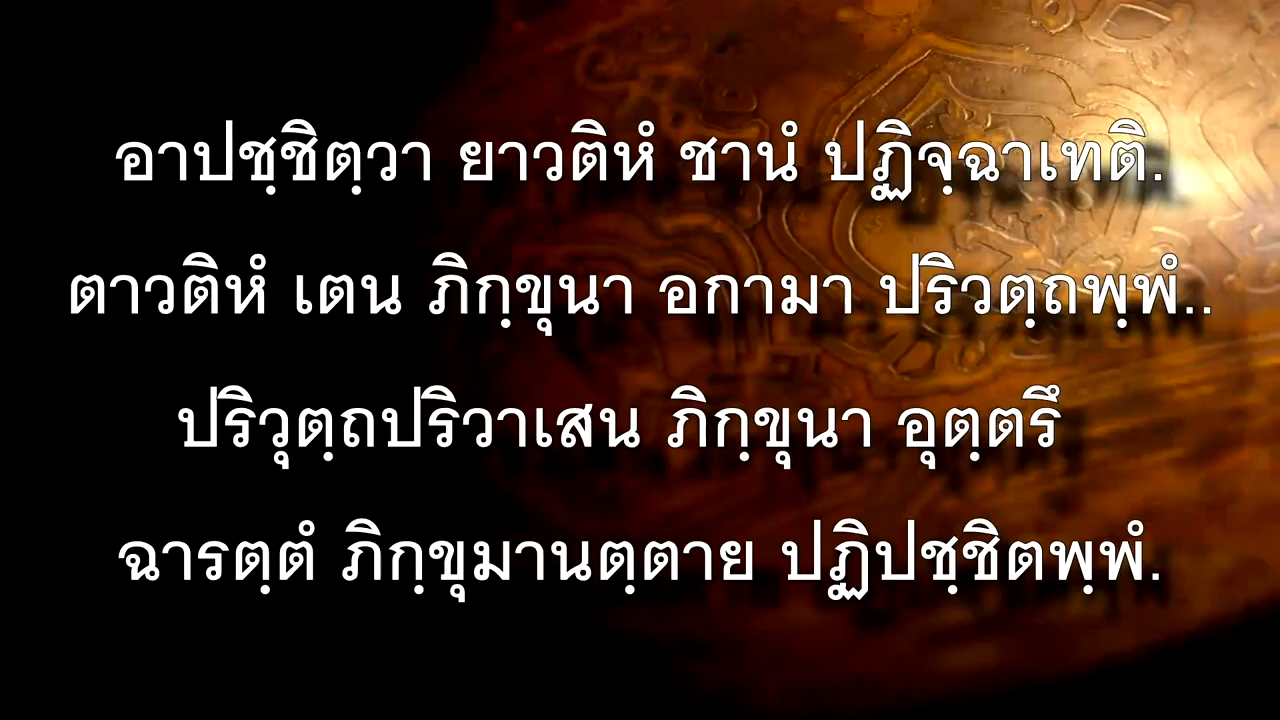 อาปชฺชิตฺวา ยาวติหํ ชานํ ปฏิจฺฉาเทติ.
ตาวติหํ เตน ภิกฺขุนา อกามา ปริวตฺถพฺพํ..
ปริวุตฺถปริวาเสน ภิกฺขุนา อุตฺตรึ
ฉารตฺตํ ภิกฺขุมานตฺตาย ปฏิปชฺชิตพฺพํ.